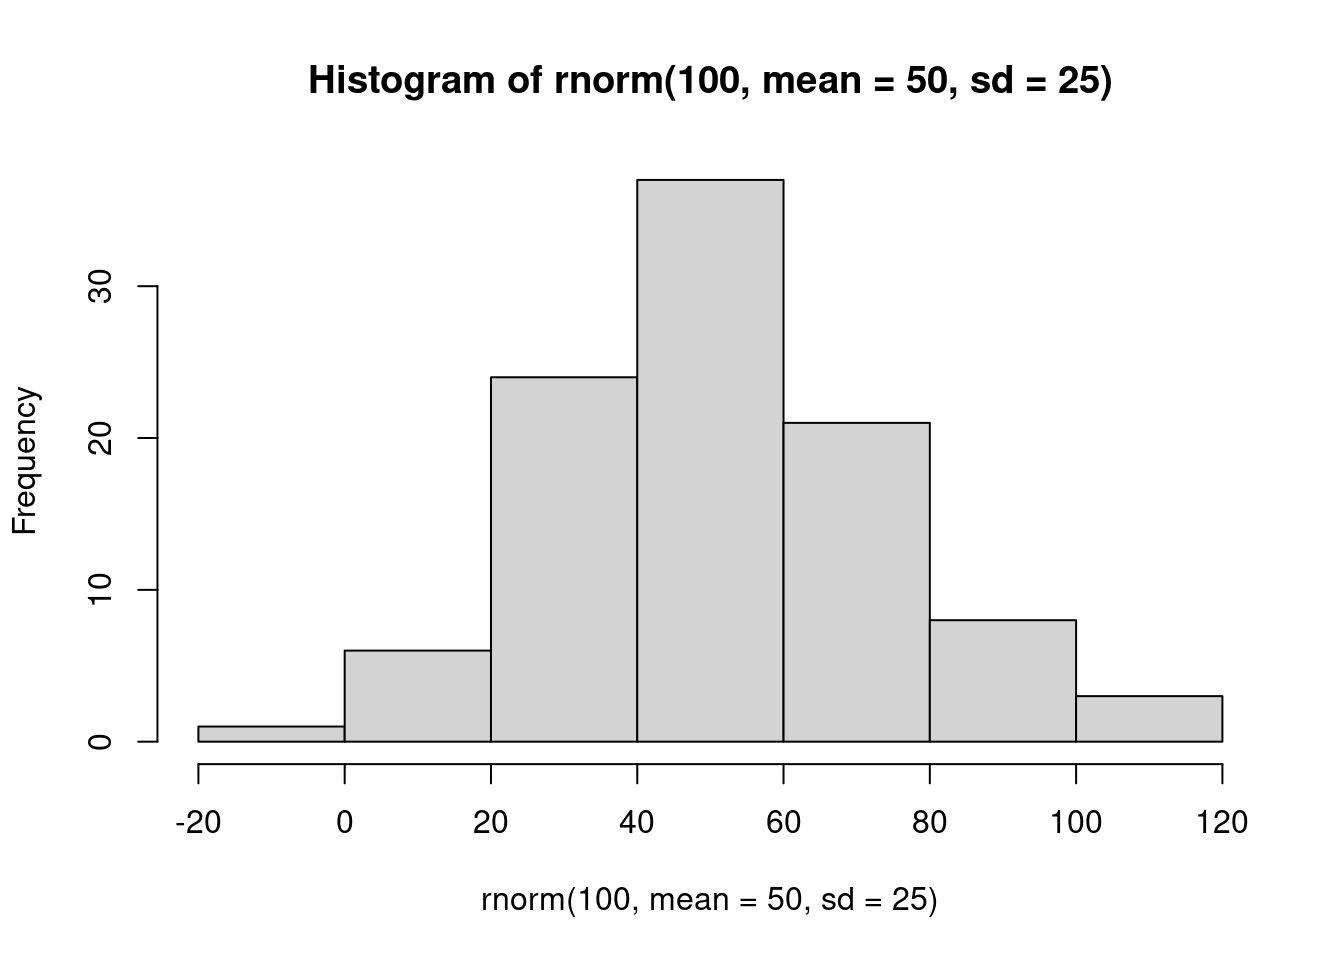 Histogram of rnorm(100, mean = 50, sd = 25)
Frequency
30
20
10
0
-20 0 20 40 60 80 100 120
rnorm(100, mean = 50, sd = 25)